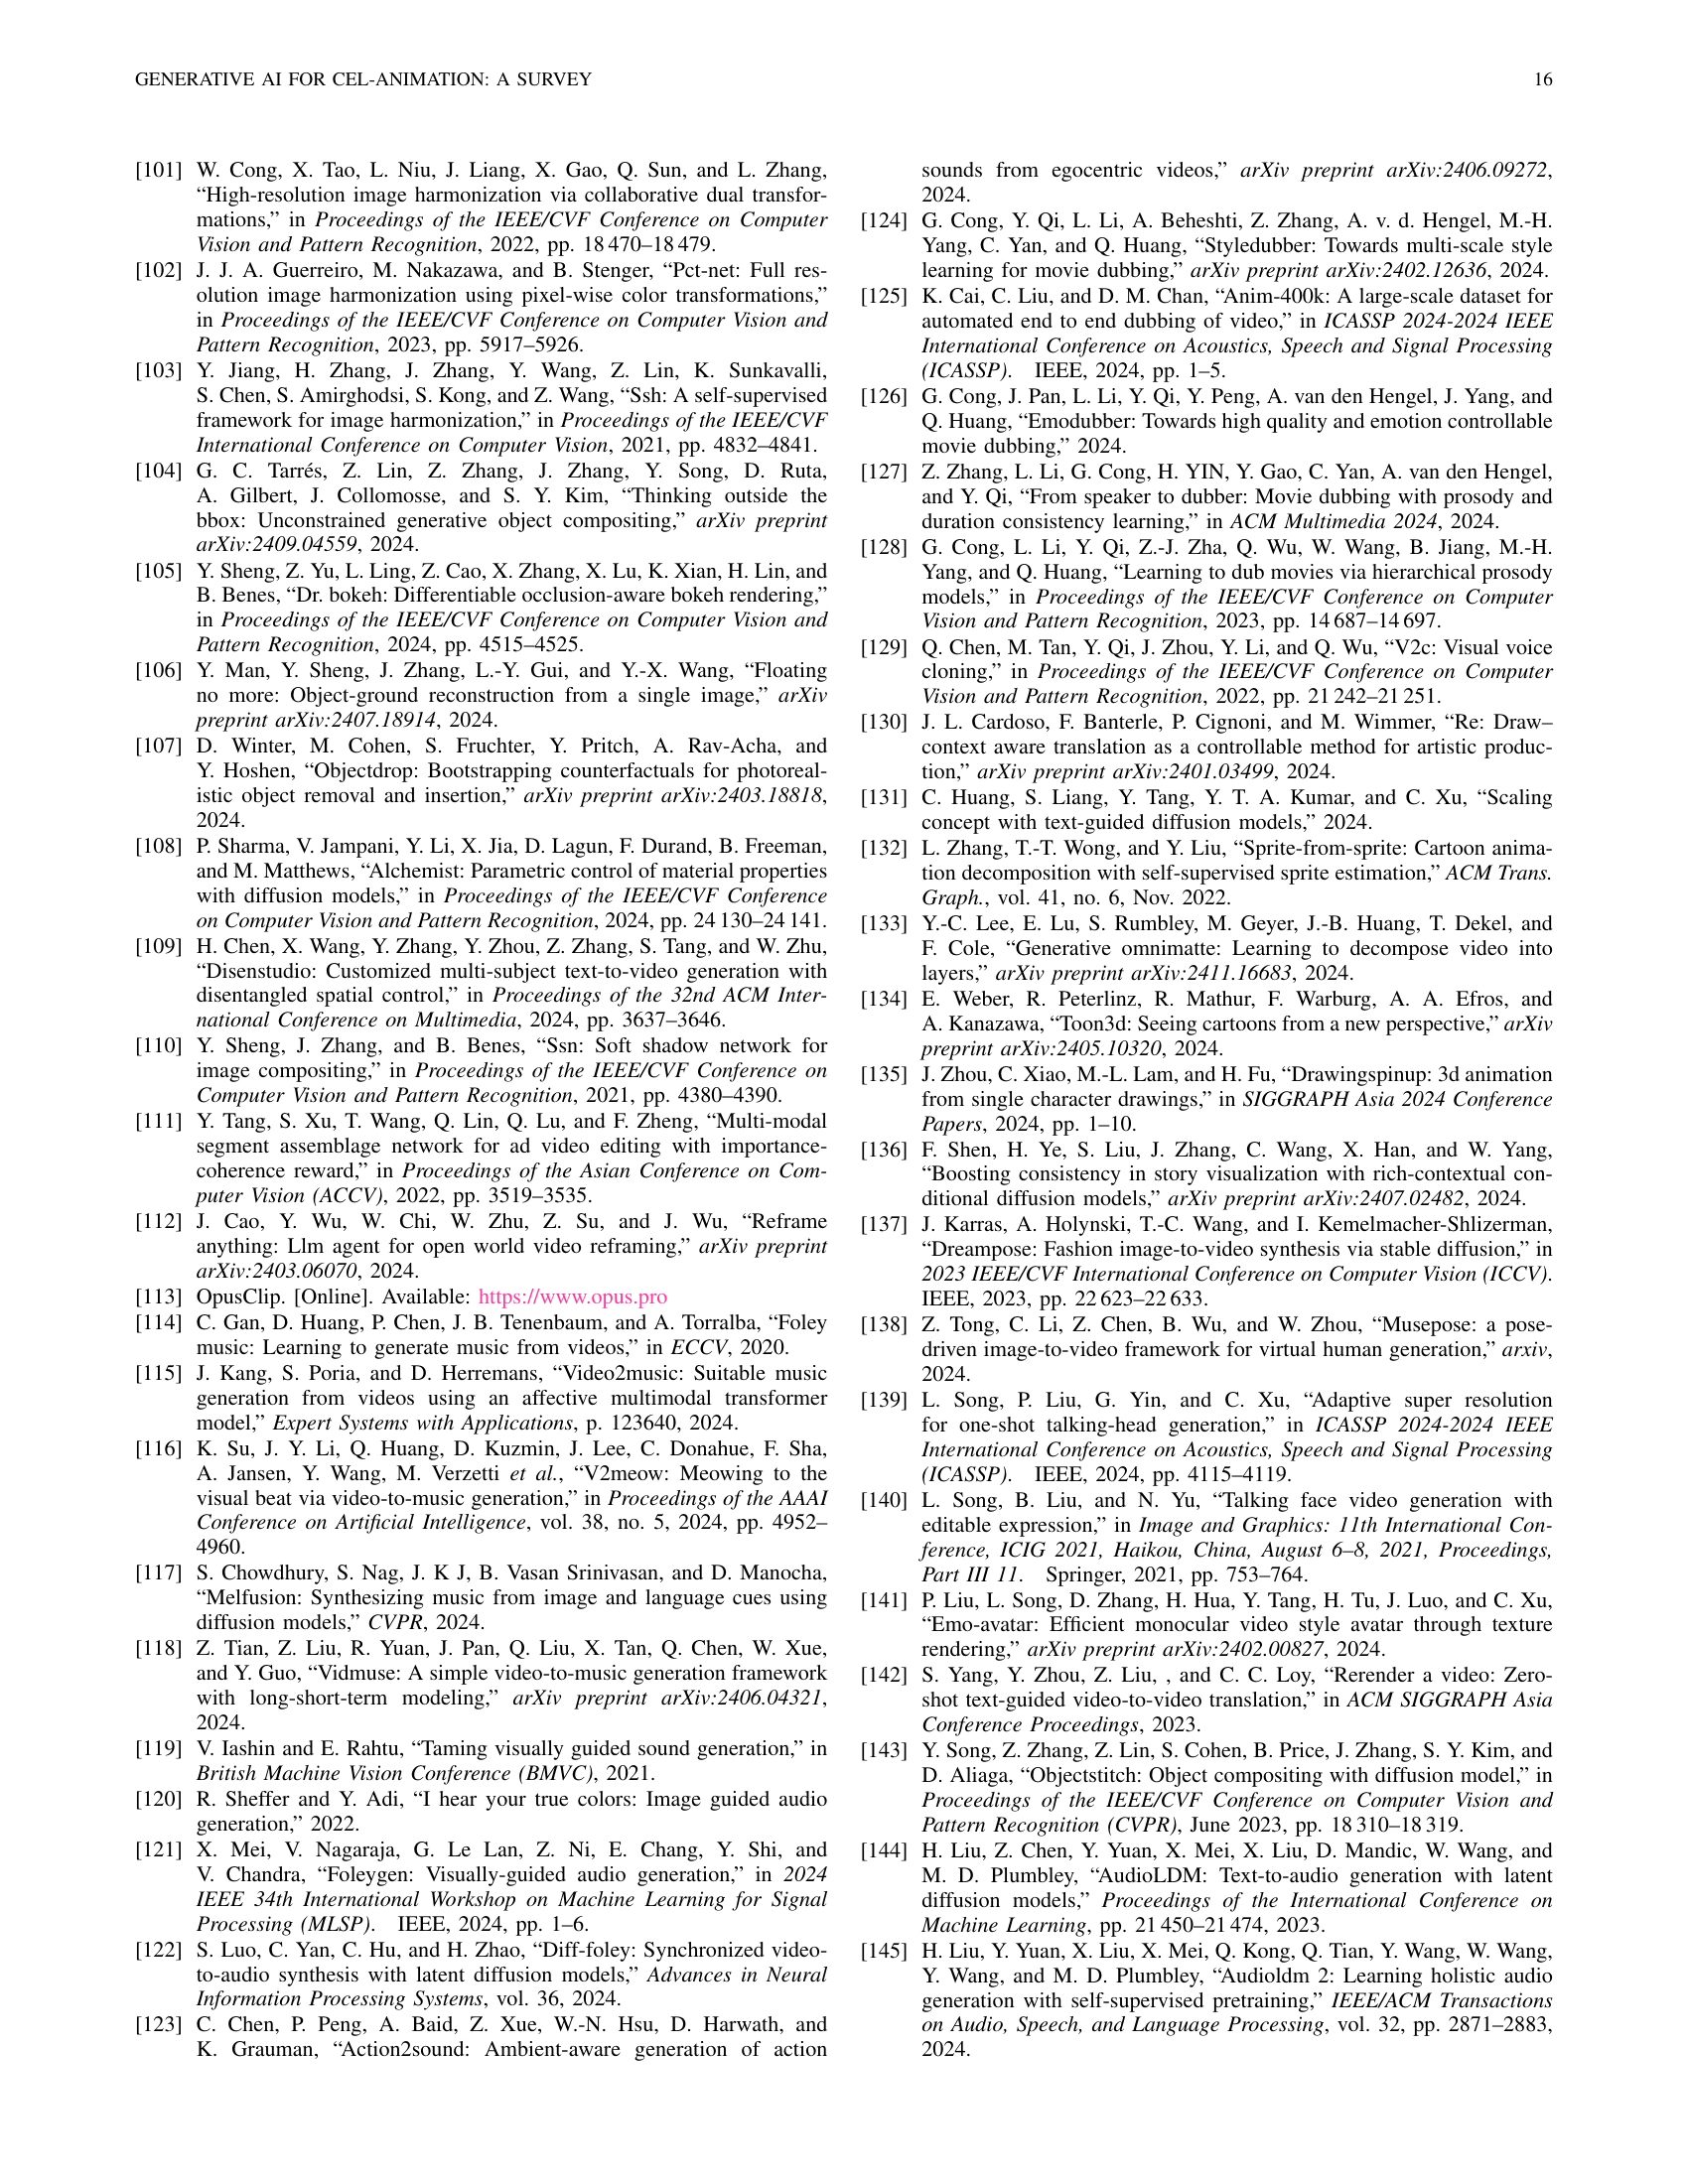 GENERATIVE AI FOR CEL-ANIMATION: A SURVEY 16
[101] W. Cong, X. Tao, L. Niu, J. Liang, X. Gao, Q. Sun, and L. Zhang,
“High-resolution image harmonization via collaborative dual transfor-
mations,” in Proceedings of the IEEE/CVF Conference on Computer
Vision and Pattern Recognition, 2022, pp. 18 470–18 479.
[102] J. J. A. Guerreiro, M. Nakazawa, and B. Stenger, “Pct-net: Full res-
olution image harmonization using pixel-wise color transformations,”
in Proceedings of the IEEE/CVF Conference on Computer Vision and
Pattern Recognition, 2023, pp. 5917–5926.
[103] Y. Jiang, H. Zhang, J. Zhang, Y. Wang, Z. Lin, K. Sunkavalli,
S. Chen, S. Amirghodsi, S. Kong, and Z. Wang, “Ssh: A self-supervised
framework for image harmonization,” in Proceedings of the IEEE/CVF
International Conference on Computer Vision, 2021, pp. 4832–4841.
[104] G. C. Tarrés, Z. Lin, Z. Zhang, J. Zhang, Y. Song, D. Ruta,
A. Gilbert, J. Collomosse, and S. Y. Kim, “Thinking outside the
bbox: Unconstrained generative object compositing,” arXiv preprint
arXiv:2409.04559, 2024.
[105] Y. Sheng, Z. Yu, L. Ling, Z. Cao, X. Zhang, X. Lu, K. Xian, H. Lin, and
B. Benes, “Dr. bokeh: Differentiable occlusion-aware bokeh rendering,”
in Proceedings of the IEEE/CVF Conference on Computer Vision and
Pattern Recognition, 2024, pp. 4515–4525.
[106] Y. Man, Y. Sheng, J. Zhang, L.-Y. Gui, and Y.-X. Wang, “Floating
no more: Object-ground reconstruction from a single image,” arXiv
preprint arXiv:2407.18914, 2024.
[107] D. Winter, M. Cohen, S. Fruchter, Y. Pritch, A. Rav-Acha, and
Y. Hoshen, “Objectdrop: Bootstrapping counterfactuals for photoreal-
istic object removal and insertion,” arXiv preprint arXiv:2403.18818,
2024.
[108] P. Sharma, V. Jampani, Y. Li, X. Jia, D. Lagun, F. Durand, B. Freeman,
and M. Matthews, “Alchemist: Parametric control of material properties
with diffusion models,” in Proceedings of the IEEE/CVF Conference
on Computer Vision and Pattern Recognition, 2024, pp. 24 130–24 141.
[109] H. Chen, X. Wang, Y. Zhang, Y. Zhou, Z. Zhang, S. Tang, and W. Zhu,
“Disenstudio: Customized multi-subject text-to-video generation with
disentangled spatial control,” in Proceedings of the 32nd ACM Inter-
national Conference on Multimedia, 2024, pp. 3637–3646.
[110] Y. Sheng, J. Zhang, and B. Benes, “Ssn: Soft shadow network for
image compositing,” in Proceedings of the IEEE/CVF Conference on
Computer Vision and Pattern Recognition, 2021, pp. 4380–4390.
[111] Y. Tang, S. Xu, T. Wang, Q. Lin, Q. Lu, and F. Zheng, “Multi-modal
segment assemblage network for ad video editing with importance-
coherence reward,” in Proceedings of the Asian Conference on Com-
puter Vision (ACCV), 2022, pp. 3519–3535.
[112] J. Cao, Y. Wu, W. Chi, W. Zhu, Z. Su, and J. Wu, “Reframe
anything: Llm agent for open world video reframing,” arXiv preprint
arXiv:2403.06070, 2024.
[113] OpusClip. [Online]. Available: https://www.opus.pro
[114] C. Gan, D. Huang, P. Chen, J. B. Tenenbaum, and A. Torralba, “Foley
music: Learning to generate music from videos,” in ECCV, 2020.
[115] J. Kang, S. Poria, and D. Herremans, “Video2music: Suitable music
generation from videos using an affective multimodal transformer
model,” Expert Systems with Applications, p. 123640, 2024.
[116] K. Su, J. Y. Li, Q. Huang, D. Kuzmin, J. Lee, C. Donahue, F. Sha,
A. Jansen, Y. Wang, M. Verzetti et al., “V2meow: Meowing to the
visual beat via video-to-music generation,” in Proceedings of the AAAI
Conference on Artificial Intelligence, vol. 38, no. 5, 2024, pp. 4952–
4960.
[117] S. Chowdhury, S. Nag, J. K J, B. Vasan Srinivasan, and D. Manocha,
“Melfusion: Synthesizing music from image and language cues using
diffusion models,” CVPR, 2024.
[118] Z. Tian, Z. Liu, R. Yuan, J. Pan, Q. Liu, X. Tan, Q. Chen, W. Xue,
and Y. Guo, “Vidmuse: A simple video-to-music generation framework
with long-short-term modeling,” arXiv preprint arXiv:2406.04321,
2024.
[119] V. Iashin and E. Rahtu, “Taming visually guided sound generation,” in
British Machine Vision Conference (BMVC), 2021.
[120] R. Sheffer and Y. Adi, “I hear your true colors: Image guided audio
generation,” 2022.
[121] X. Mei, V. Nagaraja, G. Le Lan, Z. Ni, E. Chang, Y. Shi, and
V. Chandra, “Foleygen: Visually-guided audio generation,” in 2024
IEEE 34th International Workshop on Machine Learning for Signal
Processing (MLSP). IEEE, 2024, pp. 1–6.
[122] S. Luo, C. Yan, C. Hu, and H. Zhao, “Diff-foley: Synchronized video-
to-audio synthesis with latent diffusion models,” Advances in Neural
Information Processing Systems, vol. 36, 2024.
[123] C. Chen, P. Peng, A. Baid, Z. Xue, W.-N. Hsu, D. Harwath, and
K. Grauman, “Action2sound: Ambient-aware generation of action
sounds from egocentric videos,” arXiv preprint arXiv:2406.09272,
2024.
[124] G. Cong, Y. Qi, L. Li, A. Beheshti, Z. Zhang, A. v. d. Hengel, M.-H.
Yang, C. Yan, and Q. Huang, “Styledubber: Towards multi-scale style
learning for movie dubbing,” arXiv preprint arXiv:2402.12636, 2024.
[125] K. Cai, C. Liu, and D. M. Chan, “Anim-400k: A large-scale dataset for
automated end to end dubbing of video,” in ICASSP 2024-2024 IEEE
International Conference on Acoustics, Speech and Signal Processing
(ICASSP). IEEE, 2024, pp. 1–5.
[126] G. Cong, J. Pan, L. Li, Y. Qi, Y. Peng, A. van den Hengel, J. Yang, and
Q. Huang, “Emodubber: Towards high quality and emotion controllable
movie dubbing,” 2024.
[127] Z. Zhang, L. Li, G. Cong, H. YIN, Y. Gao, C. Yan, A. van den Hengel,
and Y. Qi, “From speaker to dubber: Movie dubbing with prosody and
duration consistency learning,” in ACM Multimedia 2024, 2024.
[128] G. Cong, L. Li, Y. Qi, Z.-J. Zha, Q. Wu, W. Wang, B. Jiang, M.-H.
Yang, and Q. Huang, “Learning to dub movies via hierarchical prosody
models,” in Proceedings of the IEEE/CVF Conference on Computer
Vision and Pattern Recognition, 2023, pp. 14 687–14 697.
[129] Q. Chen, M. Tan, Y. Qi, J. Zhou, Y. Li, and Q. Wu, “V2c: Visual voice
cloning,” in Proceedings of the IEEE/CVF Conference on Computer
Vision and Pattern Recognition, 2022, pp. 21 242–21 251.
[130] J. L. Cardoso, F. Banterle, P. Cignoni, and M. Wimmer, “Re: Draw–
context aware translation as a controllable method for artistic produc-
tion,” arXiv preprint arXiv:2401.03499, 2024.
[131] C. Huang, S. Liang, Y. Tang, Y. T. A. Kumar, and C. Xu, “Scaling
concept with text-guided diffusion models,” 2024.
[132] L. Zhang, T.-T. Wong, and Y. Liu, “Sprite-from-sprite: Cartoon anima-
tion decomposition with self-supervised sprite estimation,” ACM Trans.
Graph., vol. 41, no. 6, Nov. 2022.
[133] Y.-C. Lee, E. Lu, S. Rumbley, M. Geyer, J.-B. Huang, T. Dekel, and
F. Cole, “Generative omnimatte: Learning to decompose video into
layers,” arXiv preprint arXiv:2411.16683, 2024.
[134] E. Weber, R. Peterlinz, R. Mathur, F. Warburg, A. A. Efros, and
A. Kanazawa, “Toon3d: Seeing cartoons from a new perspective,” arXiv
preprint arXiv:2405.10320, 2024.
[135] J. Zhou, C. Xiao, M.-L. Lam, and H. Fu, “Drawingspinup: 3d animation
from single character drawings,” in SIGGRAPH Asia 2024 Conference
Papers, 2024, pp. 1–10.
[136] F. Shen, H. Ye, S. Liu, J. Zhang, C. Wang, X. Han, and W. Yang,
“Boosting consistency in story visualization with rich-contextual con-
ditional diffusion models,” arXiv preprint arXiv:2407.02482, 2024.
[137] J. Karras, A. Holynski, T.-C. Wang, and I. Kemelmacher-Shlizerman,
“Dreampose: Fashion image-to-video synthesis via stable diffusion,” in
2023 IEEE/CVF International Conference on Computer Vision (ICCV).
IEEE, 2023, pp. 22 623–22 633.
[138] Z. Tong, C. Li, Z. Chen, B. Wu, and W. Zhou, “Musepose: a pose-
driven image-to-video framework for virtual human generation,” arxiv,
2024.
[139] L. Song, P. Liu, G. Yin, and C. Xu, “Adaptive super resolution
for one-shot talking-head generation,” in ICASSP 2024-2024 IEEE
International Conference on Acoustics, Speech and Signal Processing
(ICASSP). IEEE, 2024, pp. 4115–4119.
[140] L. Song, B. Liu, and N. Yu, “Talking face video generation with
editable expression,” in Image and Graphics: 11th International Con-
ference, ICIG 2021, Haikou, China, August 6–8, 2021, Proceedings,
Part III 11. Springer, 2021, pp. 753–764.
[141] P. Liu, L. Song, D. Zhang, H. Hua, Y. Tang, H. Tu, J. Luo, and C. Xu,
“Emo-avatar: Efficient monocular video style avatar through texture
rendering,” arXiv preprint arXiv:2402.00827, 2024.
[142] S. Yang, Y. Zhou, Z. Liu, , and C. C. Loy, “Rerender a video: Zero-
shot text-guided video-to-video translation,” in ACM SIGGRAPH Asia
Conference Proceedings, 2023.
[143] Y. Song, Z. Zhang, Z. Lin, S. Cohen, B. Price, J. Zhang, S. Y. Kim, and
D. Aliaga, “Objectstitch: Object compositing with diffusion model,” in
Proceedings of the IEEE/CVF Conference on Computer Vision and
Pattern Recognition (CVPR), June 2023, pp. 18 310–18 319.
[144] H. Liu, Z. Chen, Y. Yuan, X. Mei, X. Liu, D. Mandic, W. Wang, and
M. D. Plumbley, “AudioLDM: Text-to-audio generation with latent
diffusion models,” Proceedings of the International Conference on
Machine Learning, pp. 21 450–21 474, 2023.
[145] H. Liu, Y. Yuan, X. Liu, X. Mei, Q. Kong, Q. Tian, Y. Wang, W. Wang,
Y. Wang, and M. D. Plumbley, “Audioldm 2: Learning holistic audio
generation with self-supervised pretraining,” IEEE/ACM Transactions
on Audio, Speech, and Language Processing, vol. 32, pp. 2871–2883,
2024.